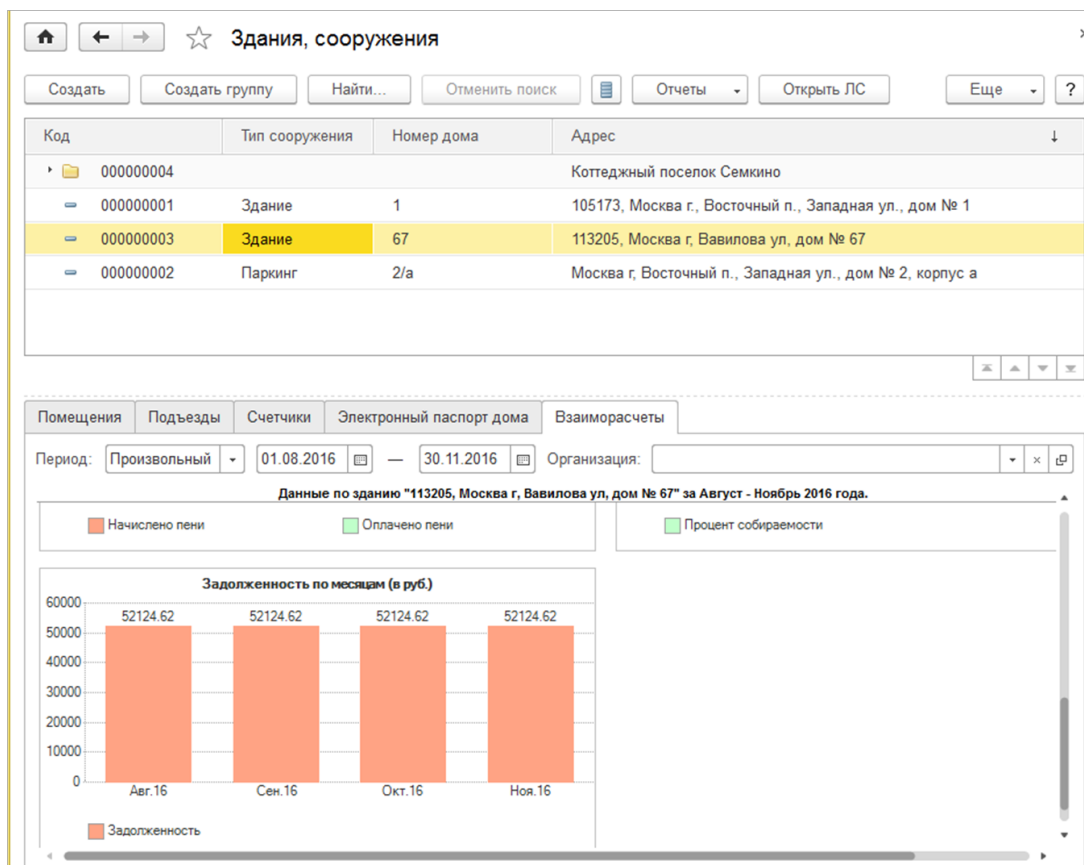 Здания, сооружения
Создать Создать группу Найти... Отменить поиск Отчеты Открыть ЛС Еще ?
Код Тип сооружения Номер дома Адрес
000000004 Коттеджный поселок Семкино
000000001 Здание 1 105173, Москва г., Восточный п., Западная ул., дом № 1
000000003 Здание 67 113205, Москва г, Вавилова ул, дом № 67
000000002 Паркинг 2/а Москва г, Восточный п., Западная ул., дом № 2, корпус а
Помещения Подъезды Счетчики Электронный паспорт дома Взаиморасчеты
Период: Произвольный 01.08.2016 — 30.11.2016 Организация:
Данные по зданию "113205, Москва г, Вавилова ул, дом № 67" за Август - Ноябрь 2016 года.
Начислено пени Оплачено пени Процент собираемости
Задолженность по месяцам (в руб.)
60000
52124.62 52124.62 52124.62 52124.62
50000
40000
30000
20000
10000
0
Авг.16 Сен.16 Окт.16 Ноя.16
Задолженность